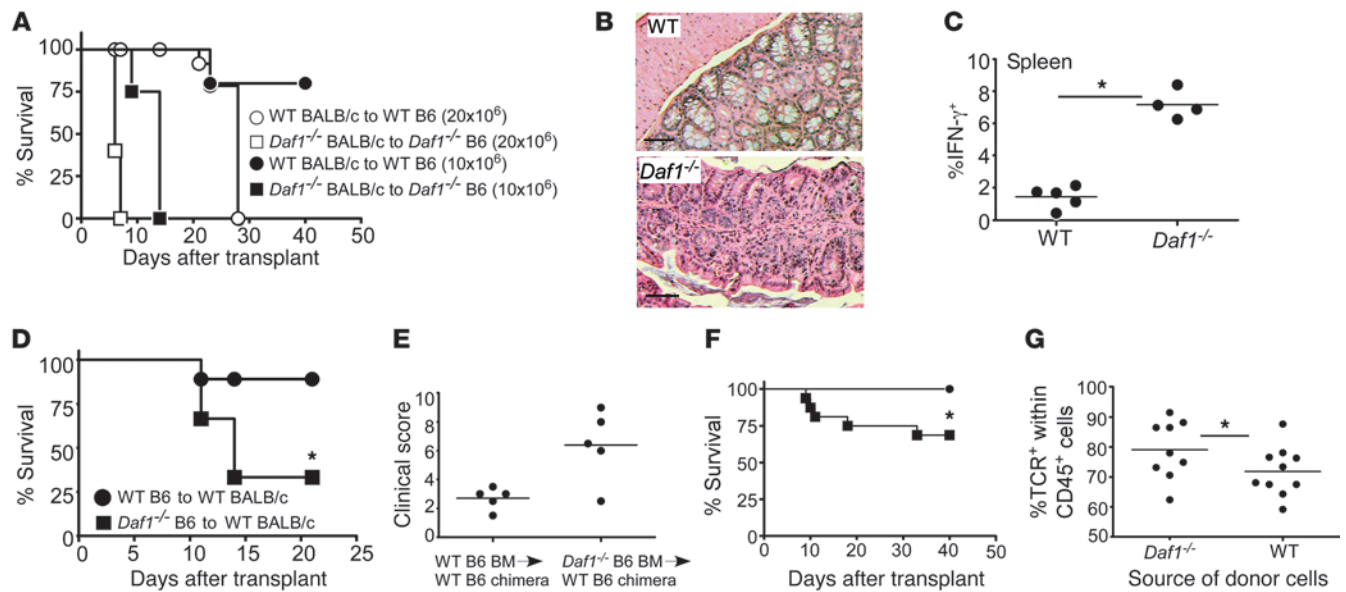 A
100
75
50
25
0
% Survival
0 10 20 30 40 50
Days after transplant
WT BALB/c to WT B6 (20x10⁶)
Daf1⁻/⁻ BALB/c to Daf1⁻/⁻ B6 (20x10⁶)
WT BALB/c to WT B6 (10x10⁶)
Daf1⁻/⁻ BALB/c to Daf1⁻/⁻ B6 (10x10⁶)
B
WT
Daf1⁻/⁻
C
Spleen
*
10
8
6
4
2
0
%IFN-γ⁺
WT Daf1⁻/⁻
D
100
75
50
25
0
% Survival
*
WT B6 to WT BALB/c
Daf1⁻/⁻ B6 to WT BALB/c
0 5 10 15 20 25
Days after transplant
E
10
8
6
4
2
0
Clinical score
WT B6 BM
WT B6 chimera
Daf1⁻/⁻ B6 BM
WT B6 chimera
F
100
75
50
25
0
% Survival
*
0 10 20 30 40 50
Days after transplant
G
100
90
80
70
60
50
%TCR⁺ within
CD45⁺ cells
*
Daf1⁻/⁻ WT
Source of donor cells